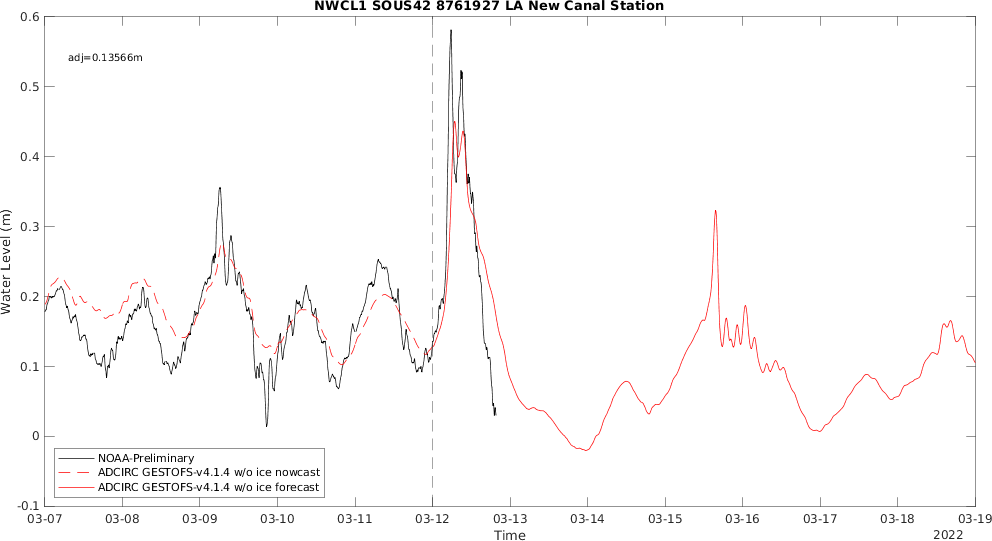 NWCL1 SOUS42 8761927 LA New Canal Station
adj=0.13566m
Water Level (m)
0.6
0.5
0.4
0.3
0.2
0.1
0
-0.1
NOAA-Preliminary
ADCIRC GESTOFS-v4.1.4 w/o ice nowcast
ADCIRC GESTOFS-v4.1.4 w/o ice forecast
03-07 03-08 03-09 03-10 03-11 03-12 03-13 03-14 03-15 03-16 03-17 03-18 03-19
Time
2022